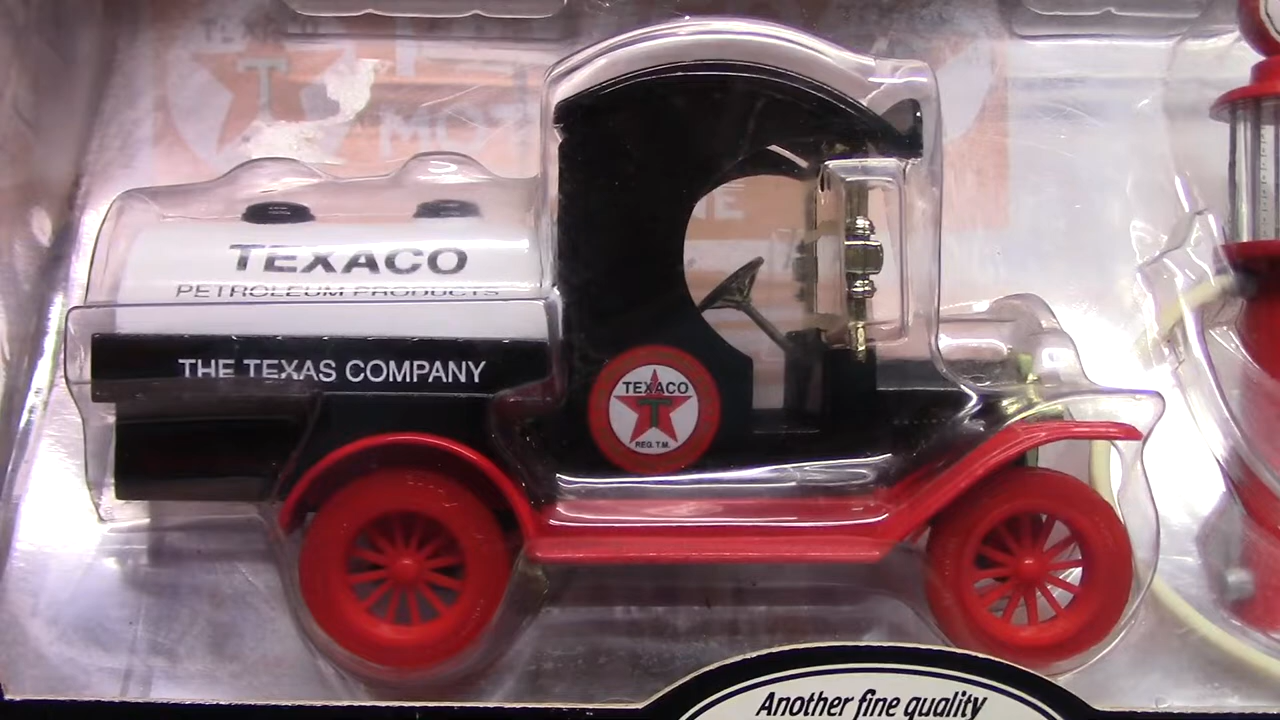 TEXACO
PETROLEUM PRODUCTS
THE TEXAS COMPANY
TEXACO
T
REG. T.M.
Another fine quality